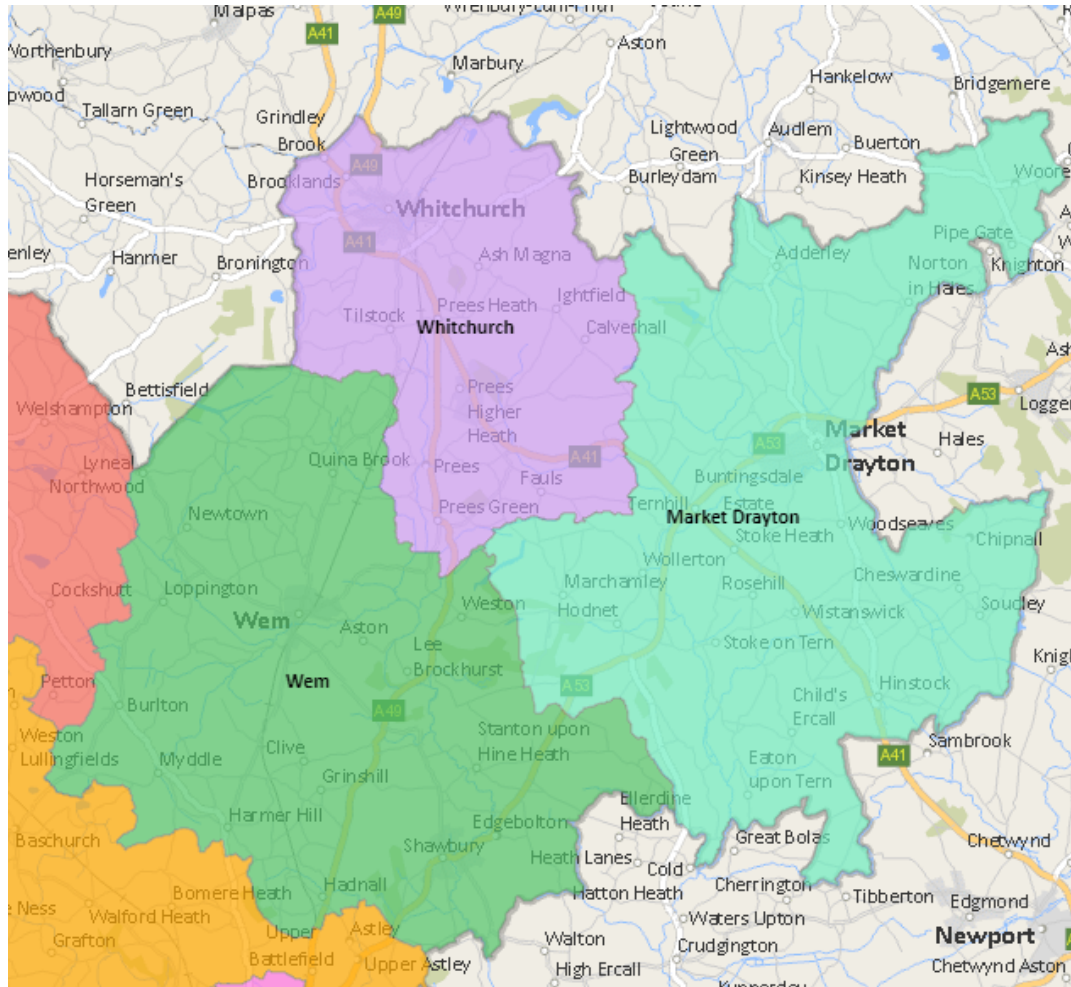 Malpas
A49
Wrenbury-cum-Frith
A41
Aston
Worthenbury
Marbury
Hankelow
Bridgemere
Tallarn Green
Grindley
Brook
Lightwood
Green
Audlem
Buerton
A49
Brooklands
Burleydam
Kinsey Heath
Horseman's
Green
Whitchurch
A41
Pipe Gate
Hanmer
Bronington
Ash Magna
Adderley
Knighton
Norton
in Hales
Prees Heath
Ightfield
Tilstock
Whitchurch
Calverhall
Bettisfield
Prees
Higher
Heath
A53
Welshampton
Market
Drayton
Hales
A53
Lyneal
Northwood
Quina Brook
Prees
A41
Fauls
Buntingsdale
Estate
Newtown
Prees Green
Ternhill
Market Drayton
Woodseaves
Stoke Heath
Chipnall
Wollerton
Cockshutt
Loppington
Marchamley
Rosehill
Cheswardine
Wem
Weston
Hodnet
Wistanswick
Soudley
Aston
Lee
Brockhurst
Stoke on Tern
Petton
Wem
A53
Hinstock
Burlton
A49
Child's
Ercall
Weston
Lullingfields
Stanton upon
Hine Heath
Sambrook
Myddle
Clive
A41
Grinshill
Eaton
upon Tern
Ellerdine
Heath
Baschurch
Harmer Hill
Edgebolton
Great Bolas
Chetwynd
Shawbury
Heath Lanes
Cold
Hatton Heath
Bomere Heath
Hadnall
Cherrington
Tibberton
Edgmond
Walford Heath
Waters Upton
Grafton
Upper
Battlefield
Astley
Upper Astley
Walton
Crudgington
Newport
High Ercall
Chetwynd Aston